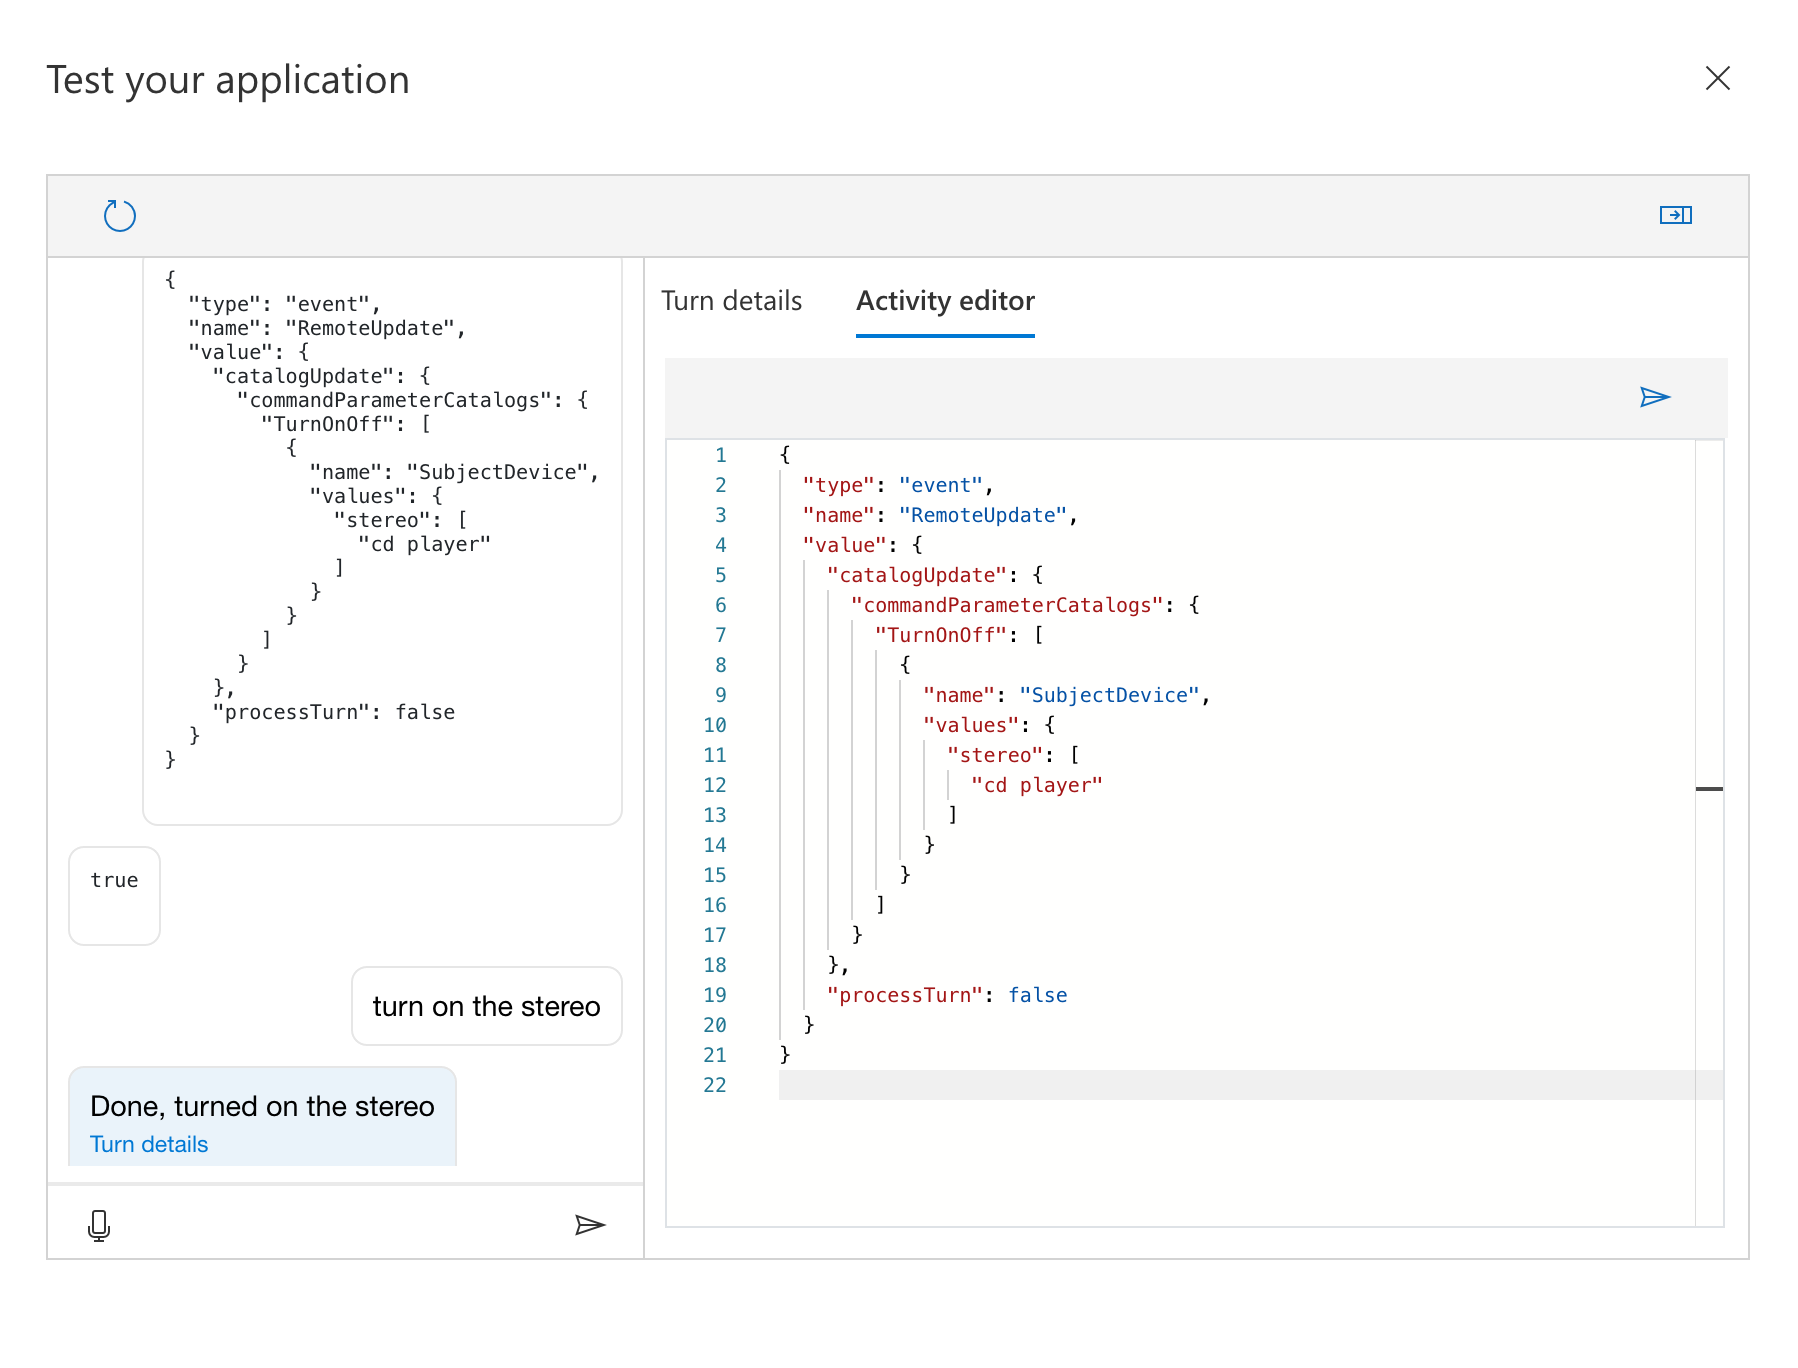 Test your application
{
  "type": "event",
  "name": "RemoteUpdate",
  "value": {
    "catalogUpdate": {
      "commandParameterCatalogs": {
        "TurnOnOff": [
          {
            "name": "SubjectDevice",
            "values": {
              "stereo": [
                "cd player"
              ]
            }
          }
        ]
      }
    },
    "processTurn": false
  }
}
true
turn on the stereo
Done, turned on the stereo
Turn details
Turn details Activity editor
1 {
2   "type": "event",
3   "name": "RemoteUpdate",
4   "value": {
5     "catalogUpdate": {
6       "commandParameterCatalogs": {
7         "TurnOnOff": [
8           {
9             "name": "SubjectDevice",
10             "values": {
11               "stereo": [
12                 "cd player"
13               ]
14             }
15           }
16         ]
17       }
18     },
19     "processTurn": false
20   }
21 }
22